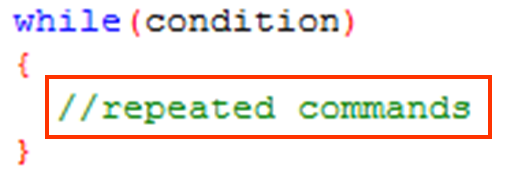 while(condition)
{
//repeated commands
}